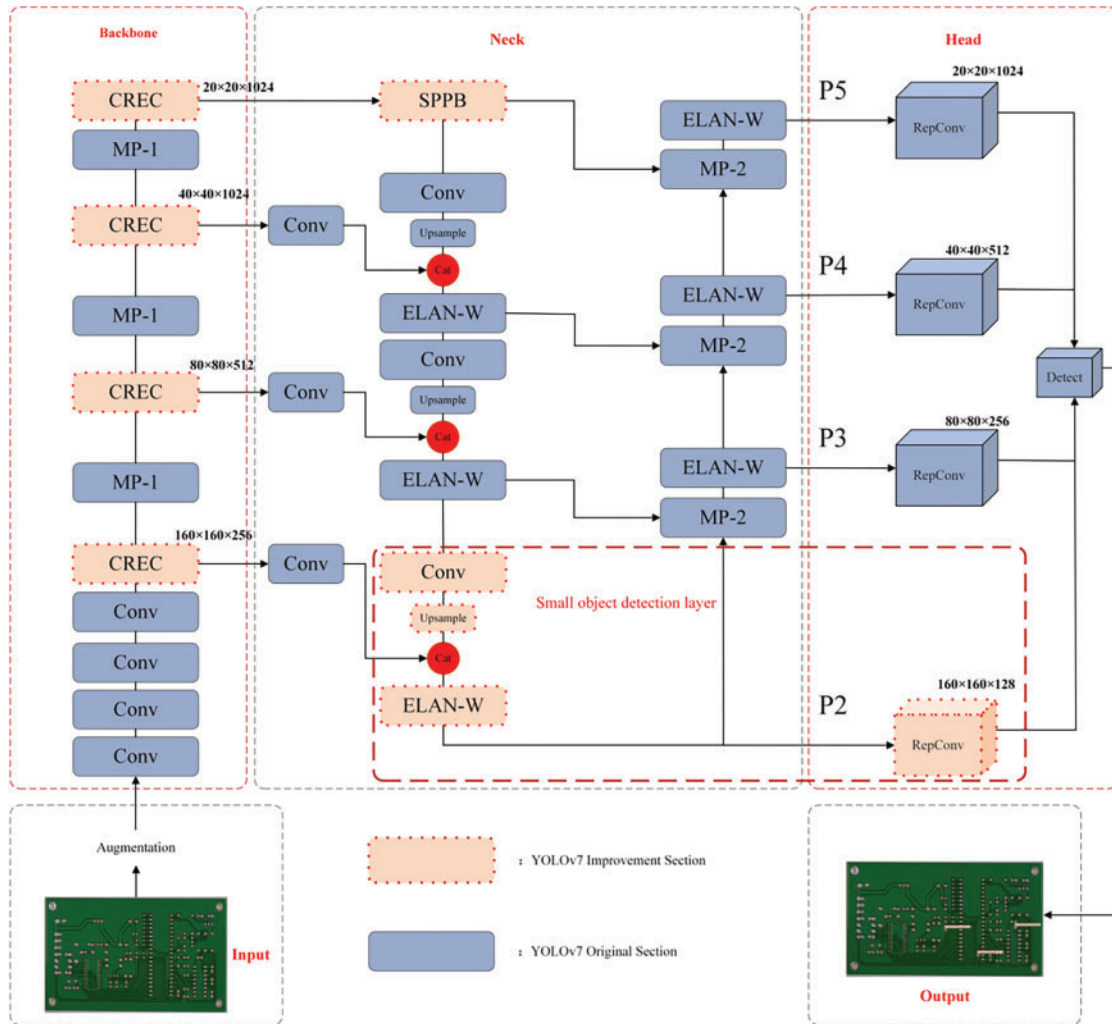 Backbone
Neck
Head
20×20×1024
CREC
MP-1
40×40×1024
CREC
MP-1
80×80×512
CREC
MP-1
160×160×256
CREC
Conv
Conv
Conv
Conv
Conv
Conv
Conv
SPPB
Conv
Upsample
Cat
ELAN-W
Conv
Upsample
Cat
ELAN-W
Conv
Upsample
Cat
ELAN-W
Small object detection layer
ELAN-W
MP-2
ELAN-W
MP-2
ELAN-W
MP-2
P5
P4
P3
P2
20×20×1024
RepConv
40×40×512
RepConv
80×80×256
RepConv
160×160×128
RepConv
Detect
Augmentation
Input
: YOLOv7 Improvement Section
: YOLOv7 Original Section
Output